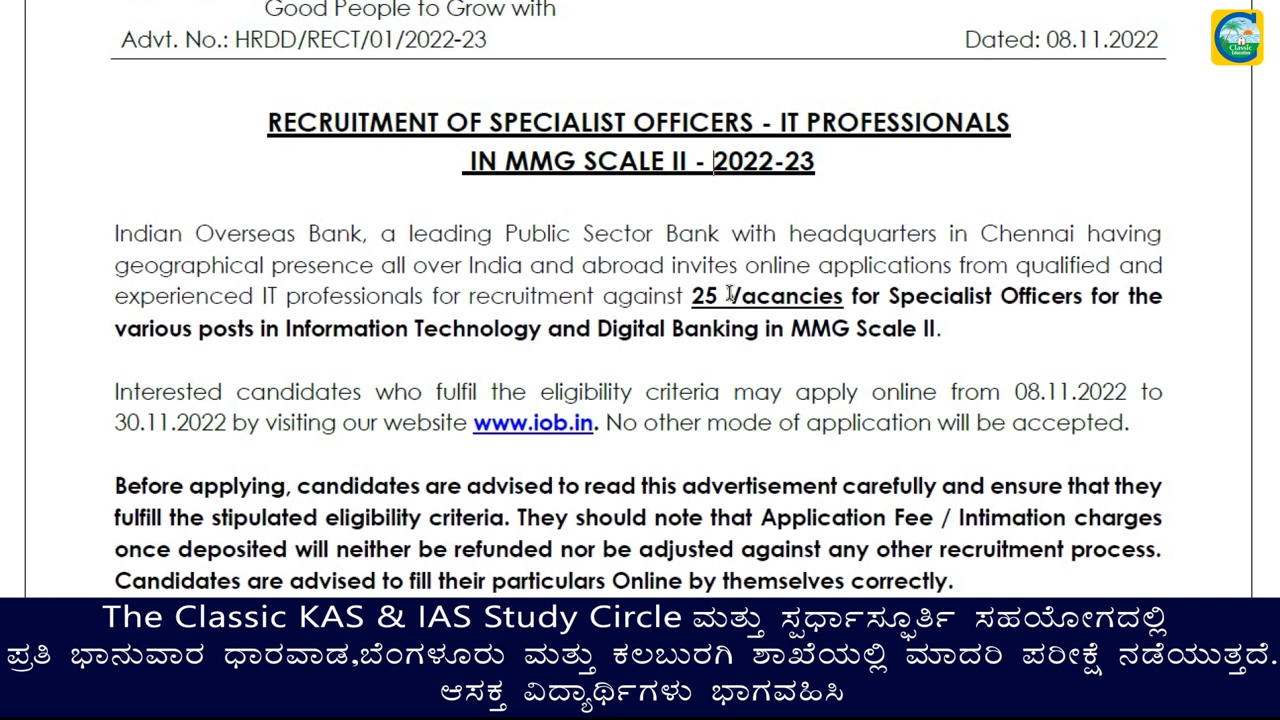 Good People to Grow with
Advt. No.: HRDD/RECT/01/2022-23 Dated: 08.11.2022
Classic
Education
RECRUITMENT OF SPECIALIST OFFICERS - IT PROFESSIONALS
IN MMG SCALE II - 2022-23
Indian Overseas Bank, a leading Public Sector Bank with headquarters in Chennai having
geographical presence all over India and abroad invites online applications from qualified and
experienced IT professionals for recruitment against 25 Vacancies for Specialist Officers for the
various posts in Information Technology and Digital Banking in MMG Scale II.
Interested candidates who fulfil the eligibility criteria may apply online from 08.11.2022 to
30.11.2022 by visiting our website www.iob.in. No other mode of application will be accepted.
Before applying, candidates are advised to read this advertisement carefully and ensure that they
fulfill the stipulated eligibility criteria. They should note that Application Fee / Intimation charges
once deposited will neither be refunded nor be adjusted against any other recruitment process.
Candidates are advised to fill their particulars Online by themselves correctly.
The Classic KAS & IAS Study Circle ಮತ್ತು ಸ್ಪರ್ಧಾಸ್ಫೂರ್ತಿ ಸಹಯೋಗದಲ್ಲಿ
ಪ್ರತಿ ಭಾನುವಾರ ಧಾರವಾಡ,ಬೆಂಗಳೂರು ಮತ್ತು ಕಲಬುರಗಿ ಶಾಖೆಯಲ್ಲಿ ಮಾದರಿ ಪರೀಕ್ಷೆ ನಡೆಯುತ್ತದೆ.
ಆಸಕ್ತ ವಿದ್ಯಾರ್ಥಿಗಳು ಭಾಗವಹಿಸಿ